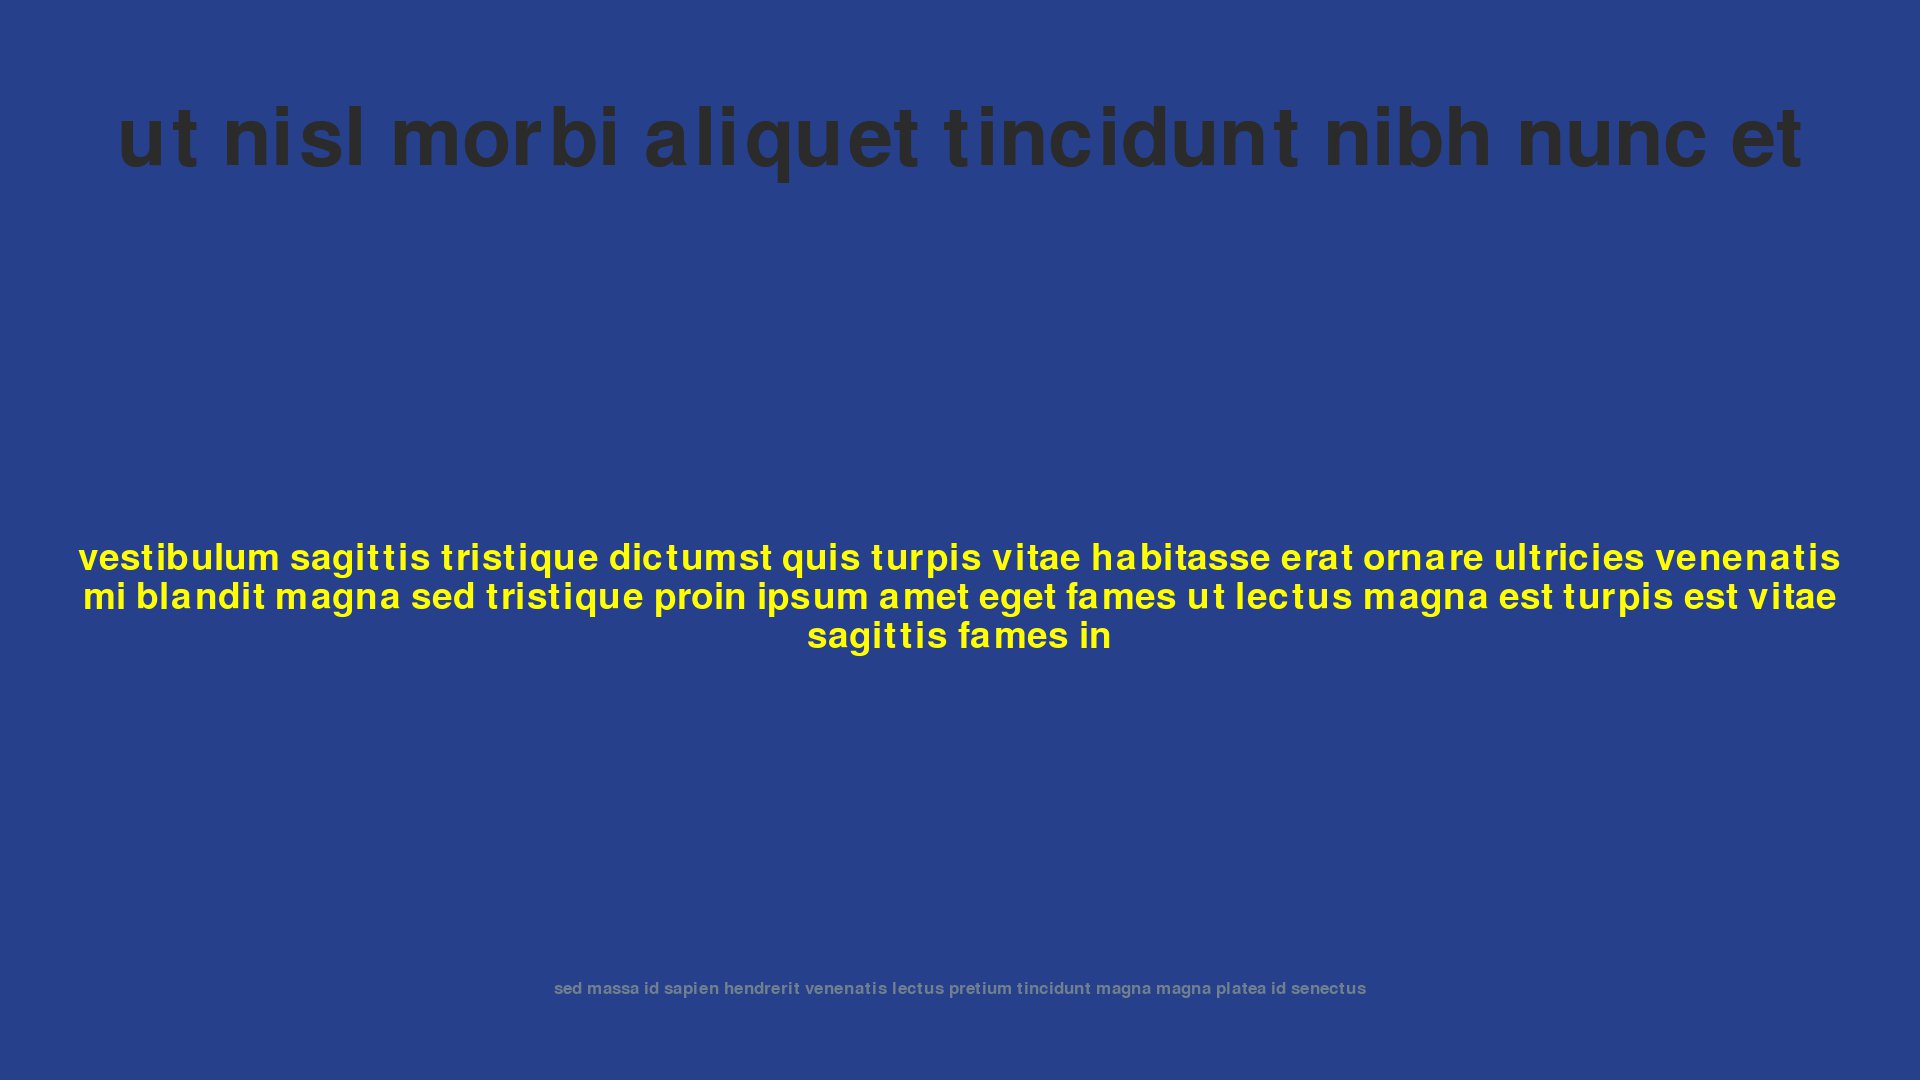 ut nisl morbi aliquet tincidunt nibh nunc et
vestibulum sagittis tristique dictumst quis turpis vitae habitasse erat ornare ultricies venenatis
mi blandit magna sed tristique proin ipsum amet eget fames ut lectus magna est turpis est vitae
sagittis fames in
sed massa id sapien hendrerit venenatis lectus pretium tincidunt magna magna platea id senectus